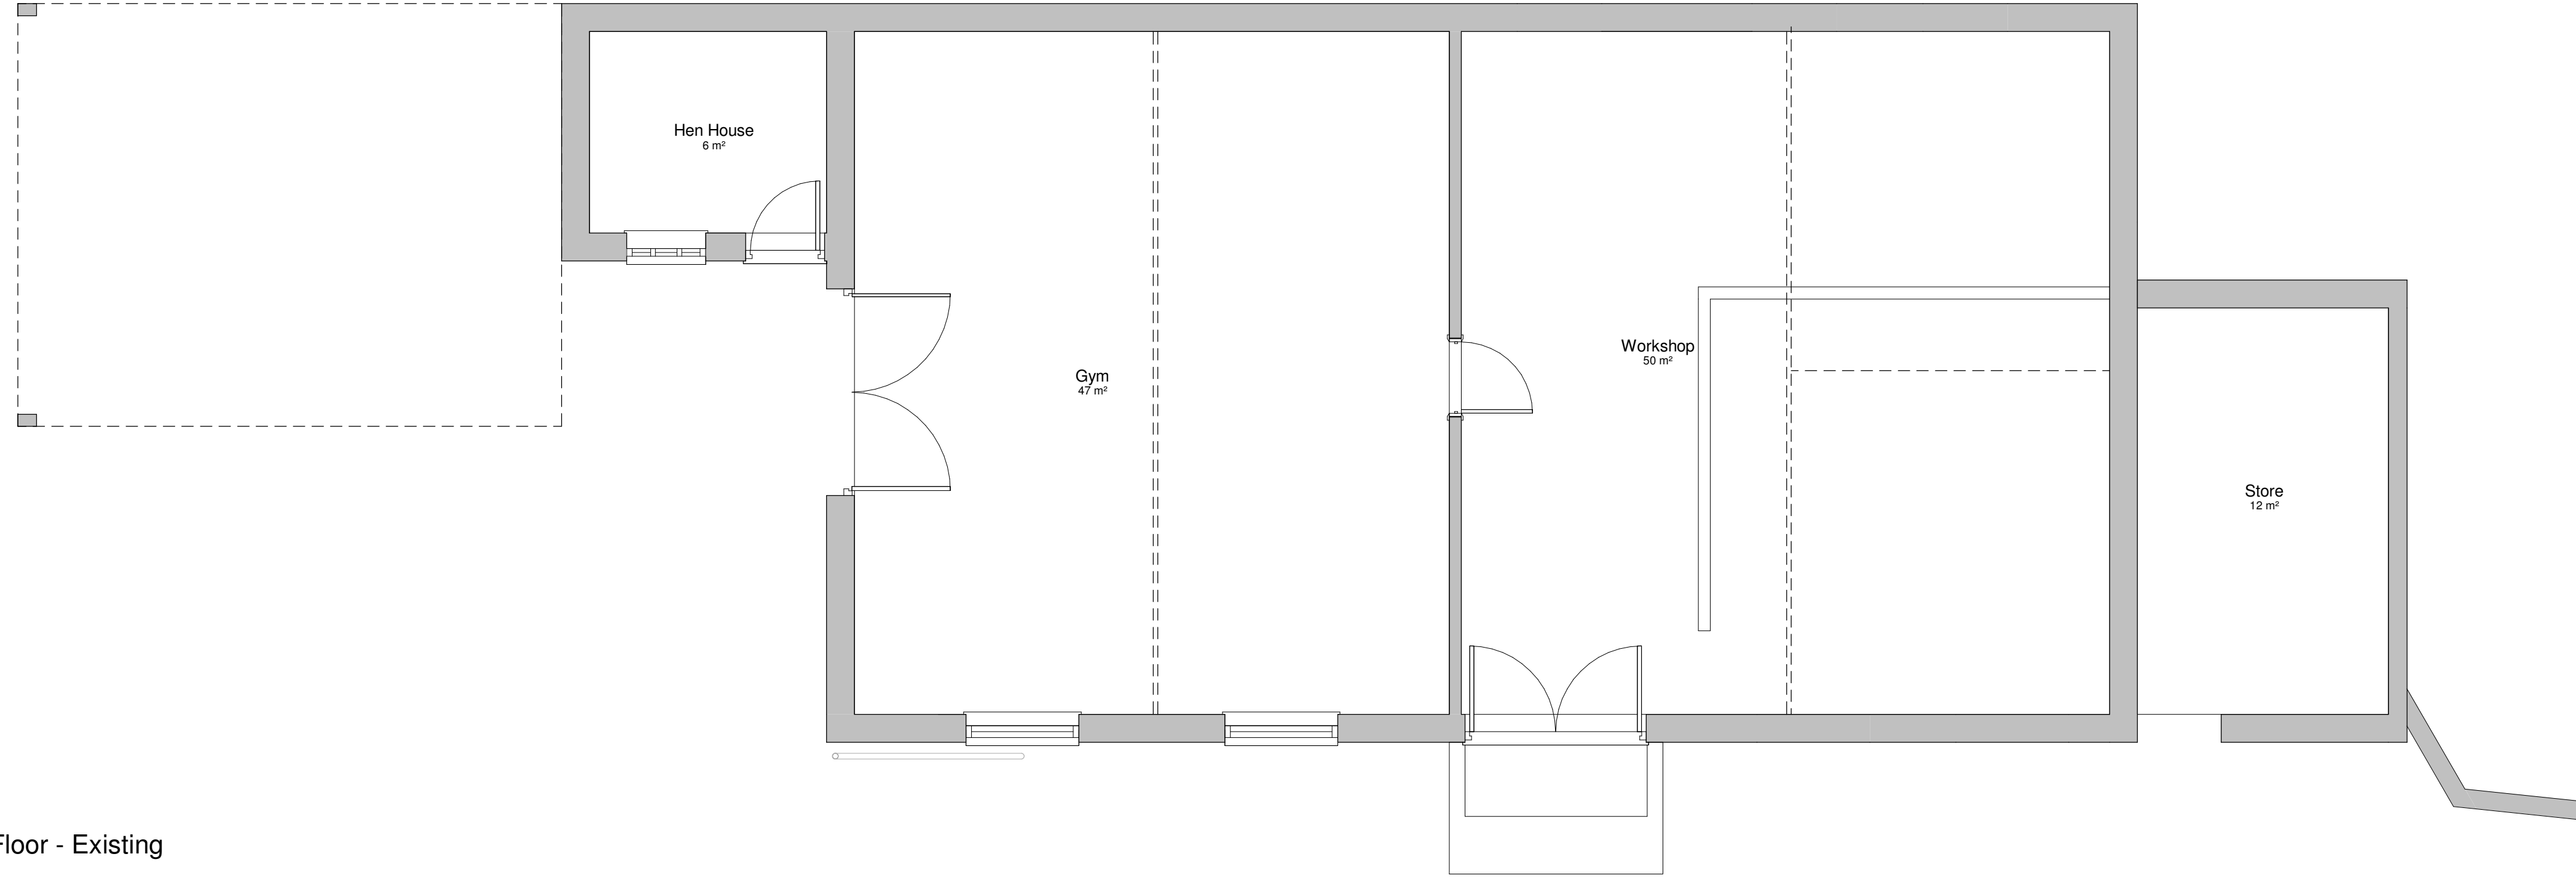 Hen House
6 m²
Gym
47 m²
Workshop
50 m²
Store
12 m²
Floor - Existing